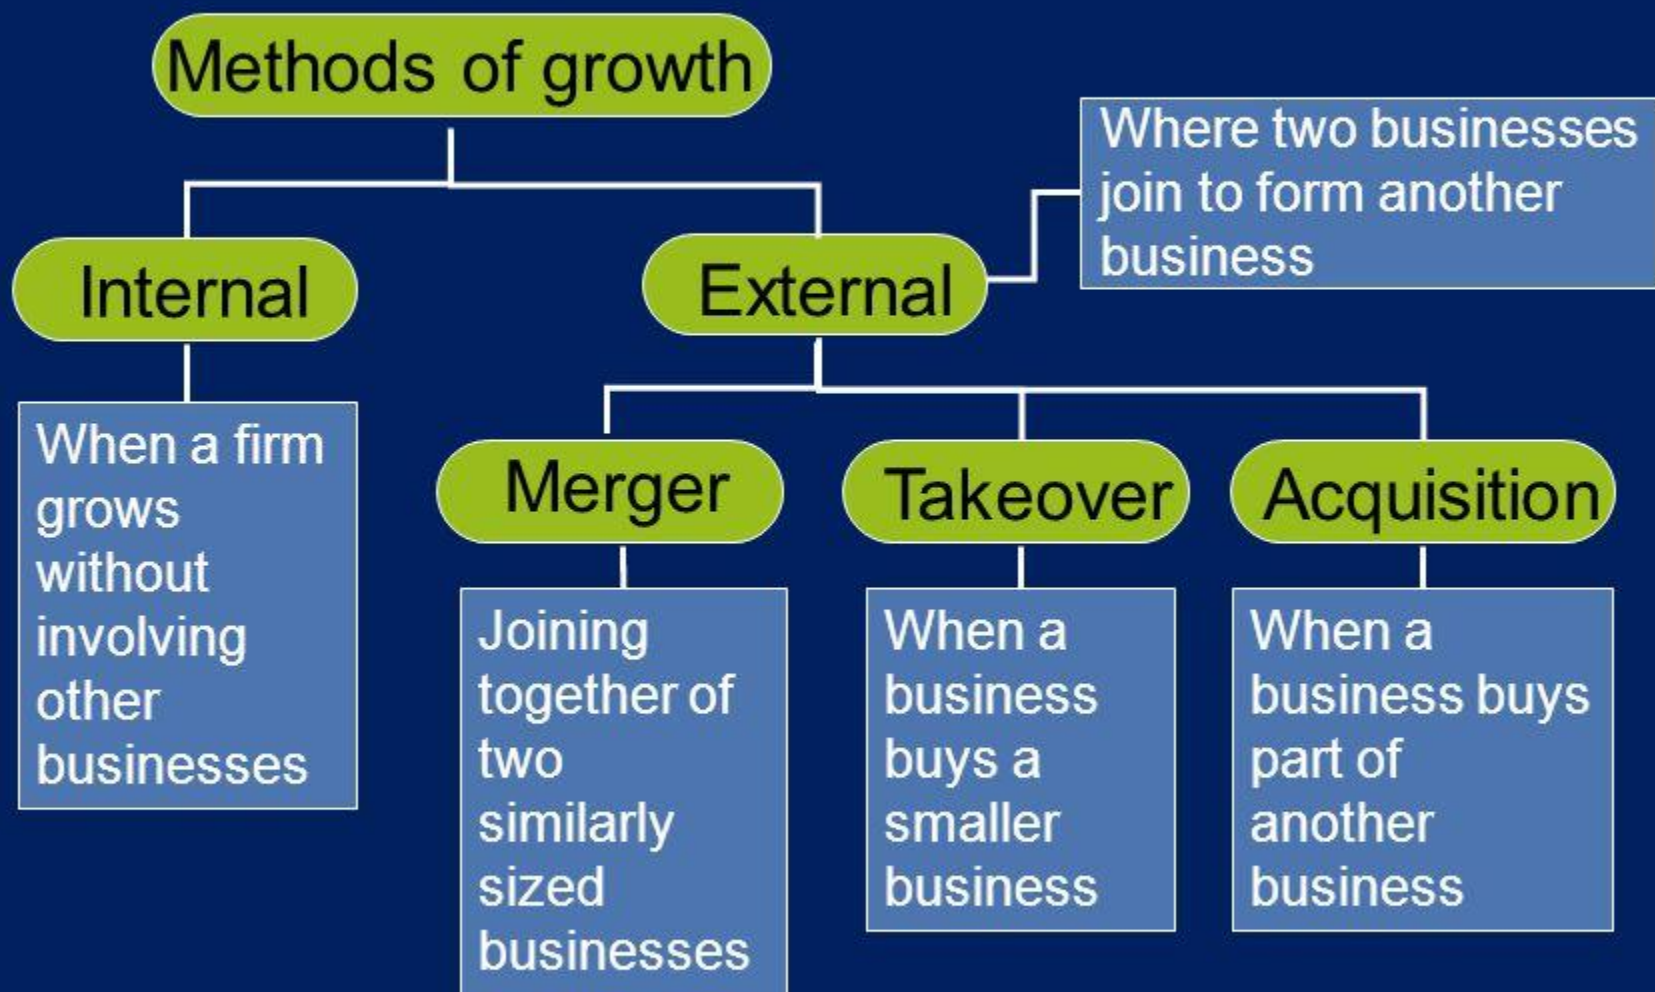 Methods of growth
Where two businesses
join to form another
business
Internal
External
When a firm
grows
without
involving
other
businesses
Merger
Takeover
Acquisition
Joining
together of
two
similarly
sized
businesses
When a
business
buys a
smaller
business
When a
business buys
part of
another
business